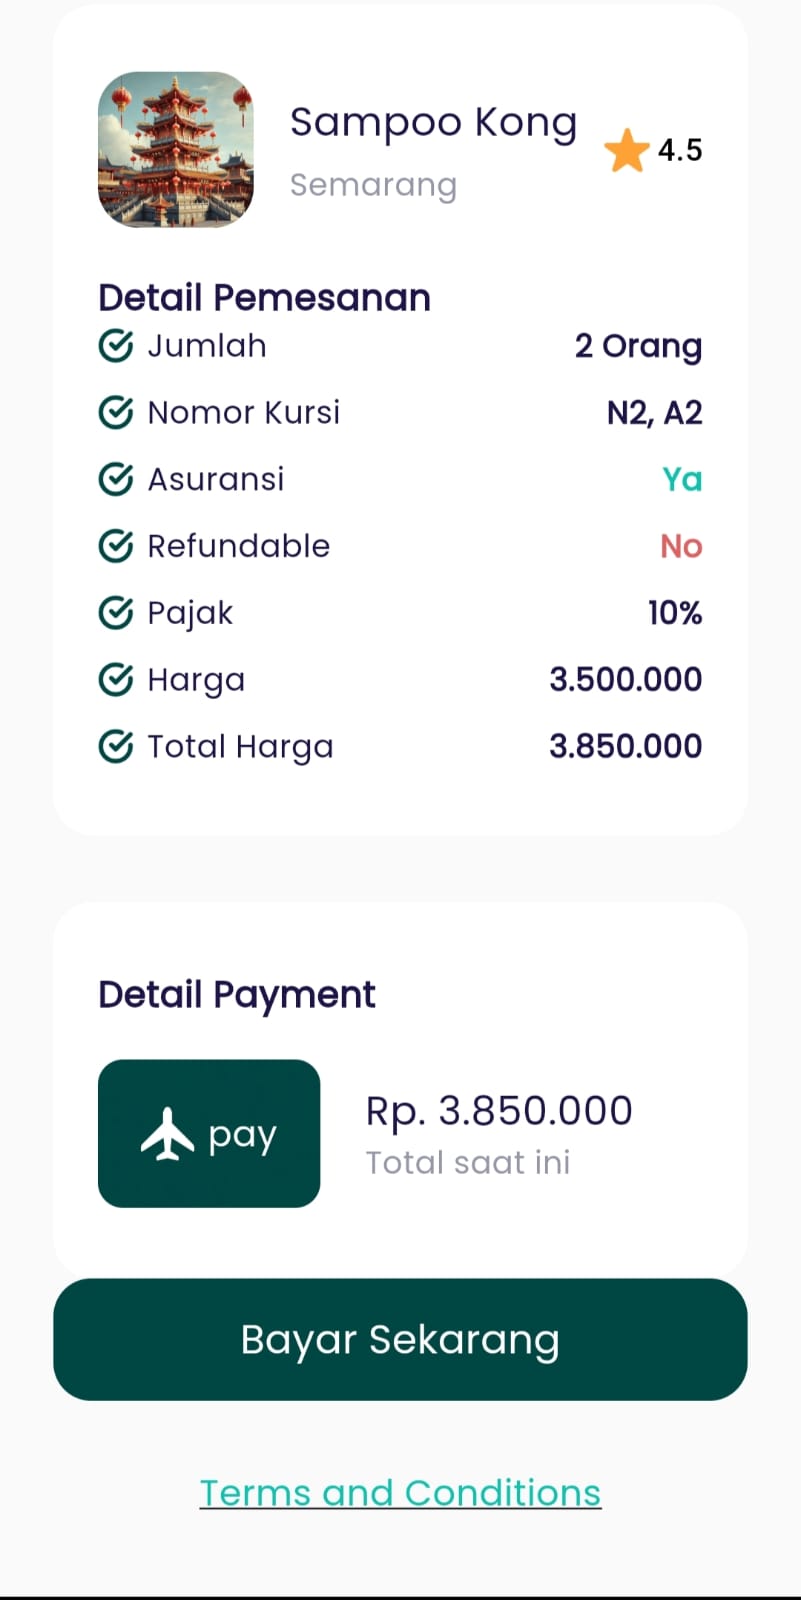 Sampoo Kong
4.5
Semarang
Detail Pemesanan
Jumlah 2 Orang
Nomor Kursi N2, A2
Asuransi Ya
Refundable No
Pajak 10%
Harga 3.500.000
Total Harga 3.850.000
Detail Payment
pay
Rp. 3.850.000
Total saat ini
Bayar Sekarang
Terms and Conditions